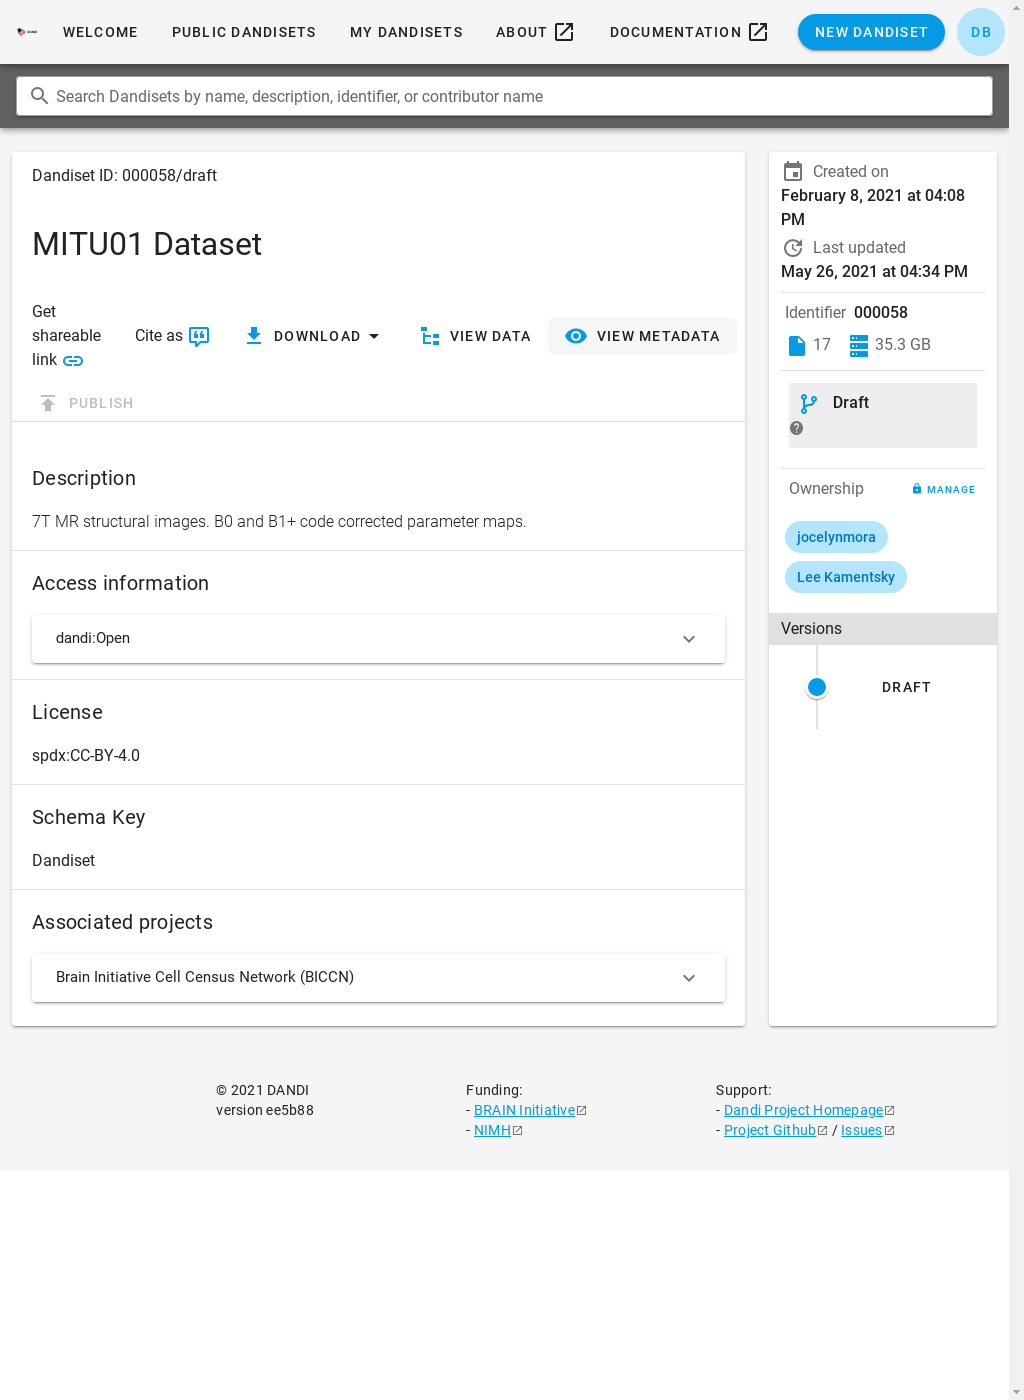 WELCOME PUBLIC DANDISETS MY DANDISETS ABOUT DOCUMENTATION NEW DANDISET DB
Search Dandisets by name, description, identifier, or contributor name
Dandiset ID: 000058/draft
MITU01 Dataset
Get
shareable
link
Cite as
DOWNLOAD
VIEW DATA
VIEW METADATA
PUBLISH
Description
7T MR structural images. B0 and B1+ code corrected parameter maps.
Access information
dandi:Open
License
spdx:CC-BY-4.0
Schema Key
Dandiset
Associated projects
Brain Initiative Cell Census Network (BICCN)
Created on
February 8, 2021 at 04:08
PM
Last updated
May 26, 2021 at 04:34 PM
Identifier 000058
17 35.3 GB
Draft
Ownership MANAGE
jocelynmora
Lee Kamentsky
Versions
DRAFT
© 2021 DANDI
version ee5b88
Funding:
- BRAIN Initiative
- NIMH
Support:
- Dandi Project Homepage
- Project Github / Issues